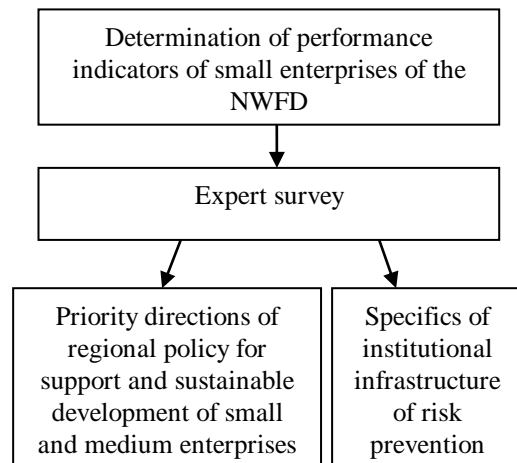 Determination of performance
indicators of small enterprises of the
NWFD
Expert survey
Priority directions of
regional policy for
support and sustainable
development of small
and medium enterprises
Specifics of
institutional
infrastructure
of risk
prevention